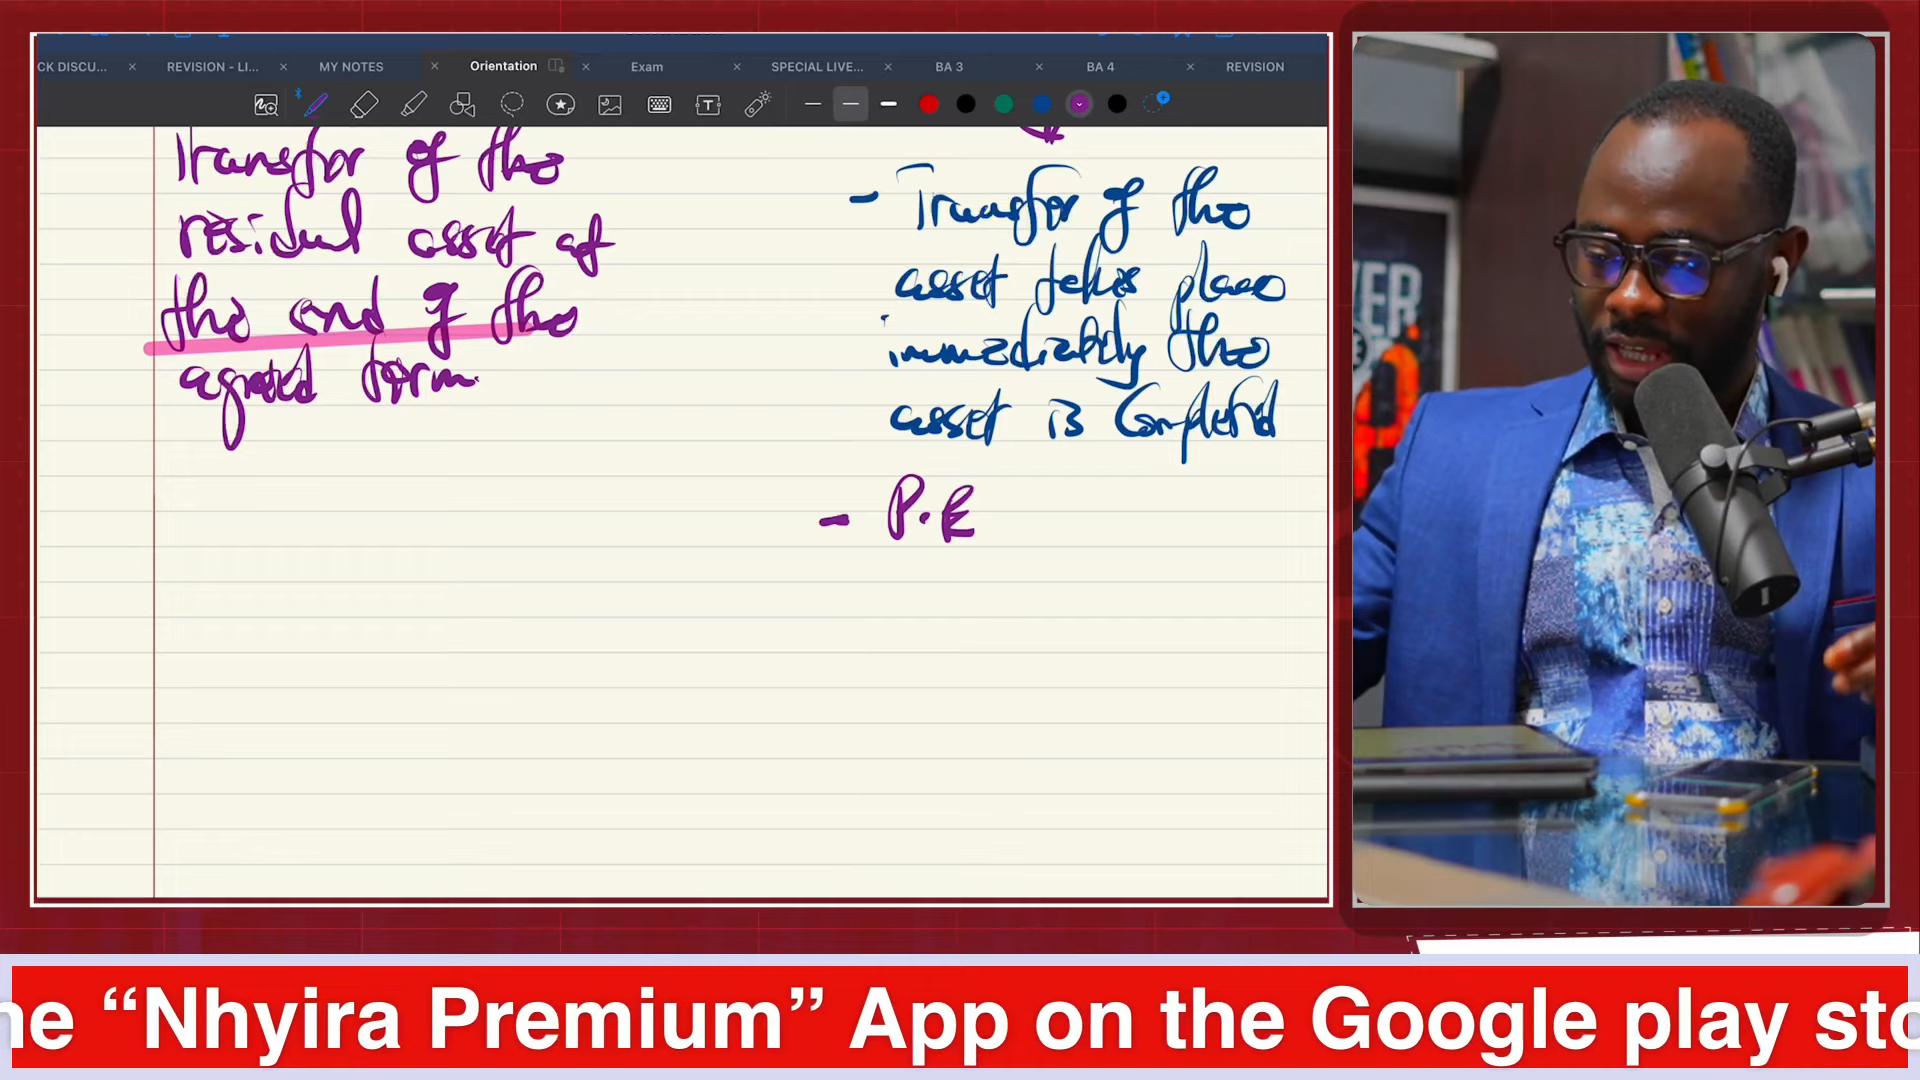 CK DISCU...
REVISION - LI...
MY NOTES
Orientation
Exam
SPECIAL LIVE...
BA 3
BA 4
REVISION
Transfer of the
residual asset at
the end of the
agreed term.
- Transfer of the
asset takes place
immediately the
asset is Completed
- P.E
ne “Nhyira Premium” App on the Google play sto